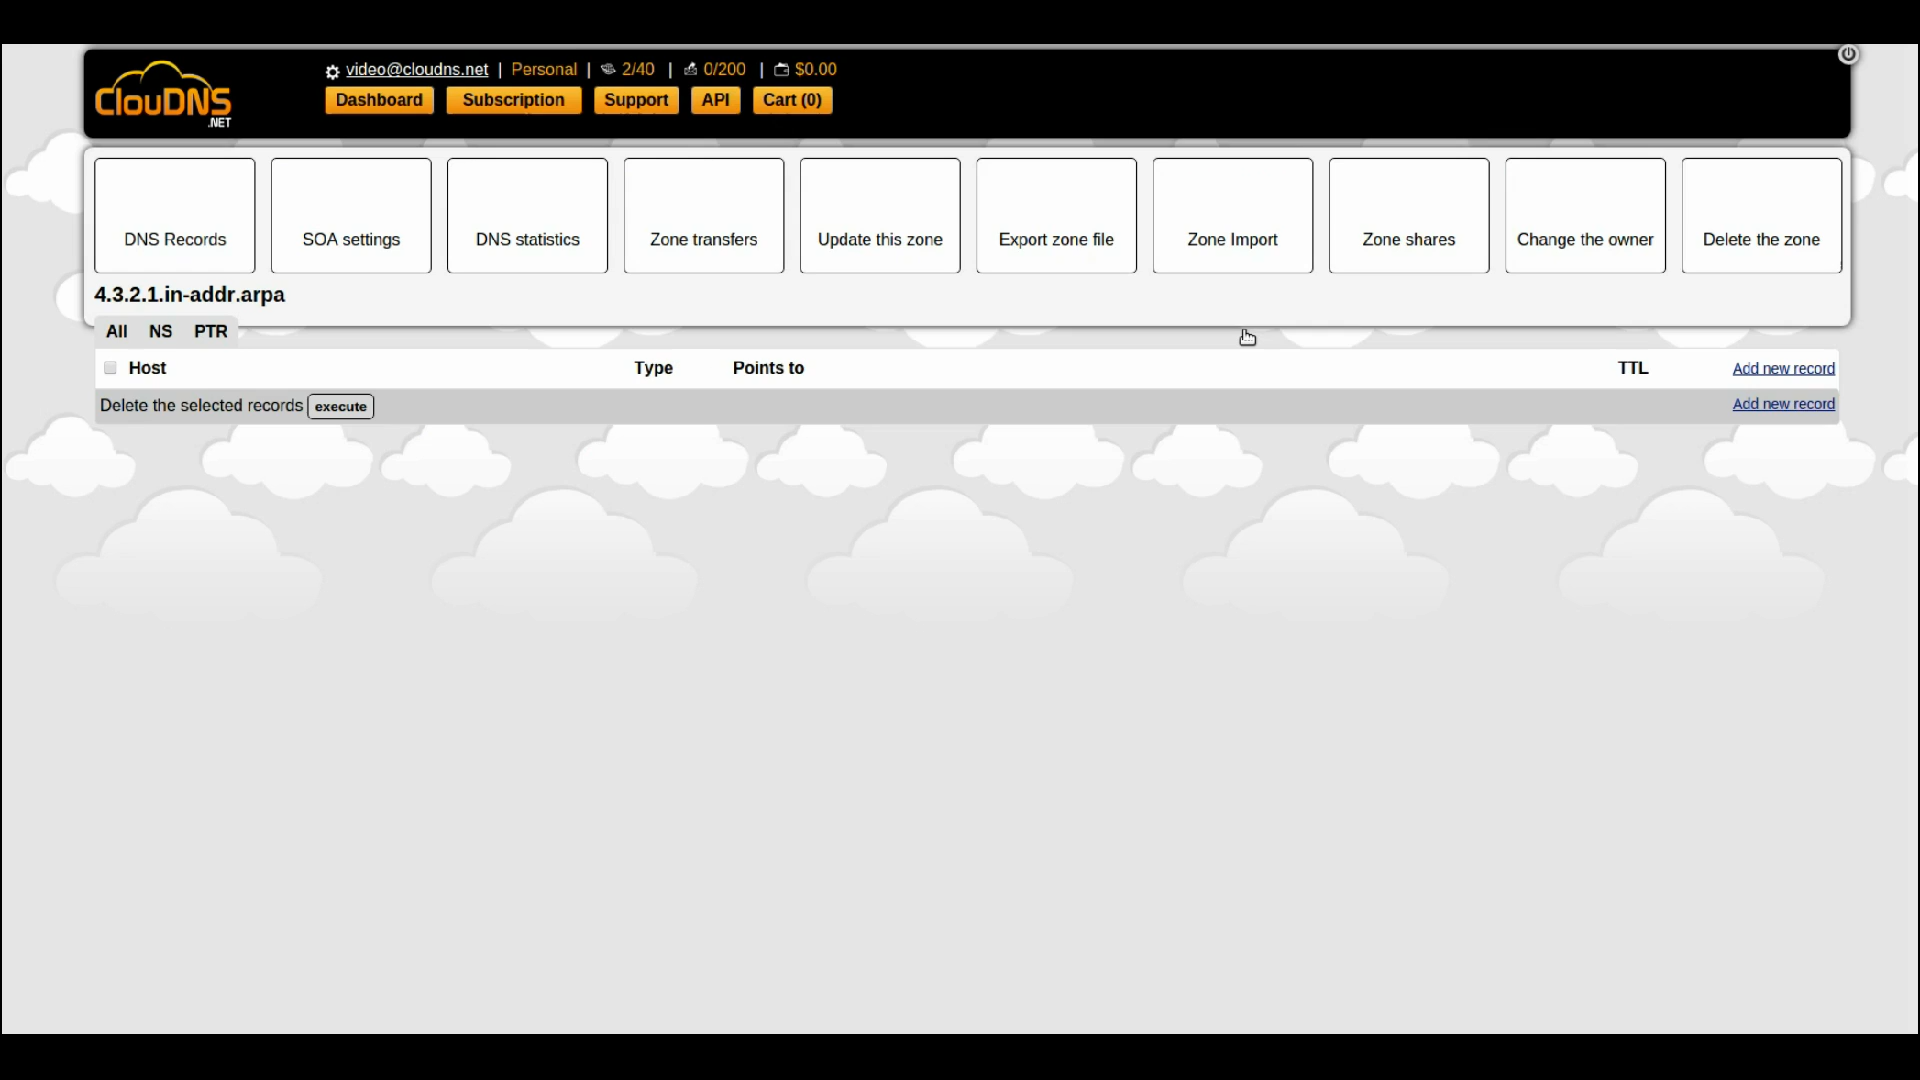 video@cloudns.net | Personal | 2/40 | 0/200 | $0.00
ClouDNS
.NET
Dashboard Subscription Support API Cart (0)
DNS Records SOA settings DNS statistics Zone transfers Update this zone Export zone file Zone Import Zone shares Change the owner Delete the zone
4.3.2.1.in-addr.arpa
All NS PTR
Host Type Points to TTL Add new record
Delete the selected records execute Add new record